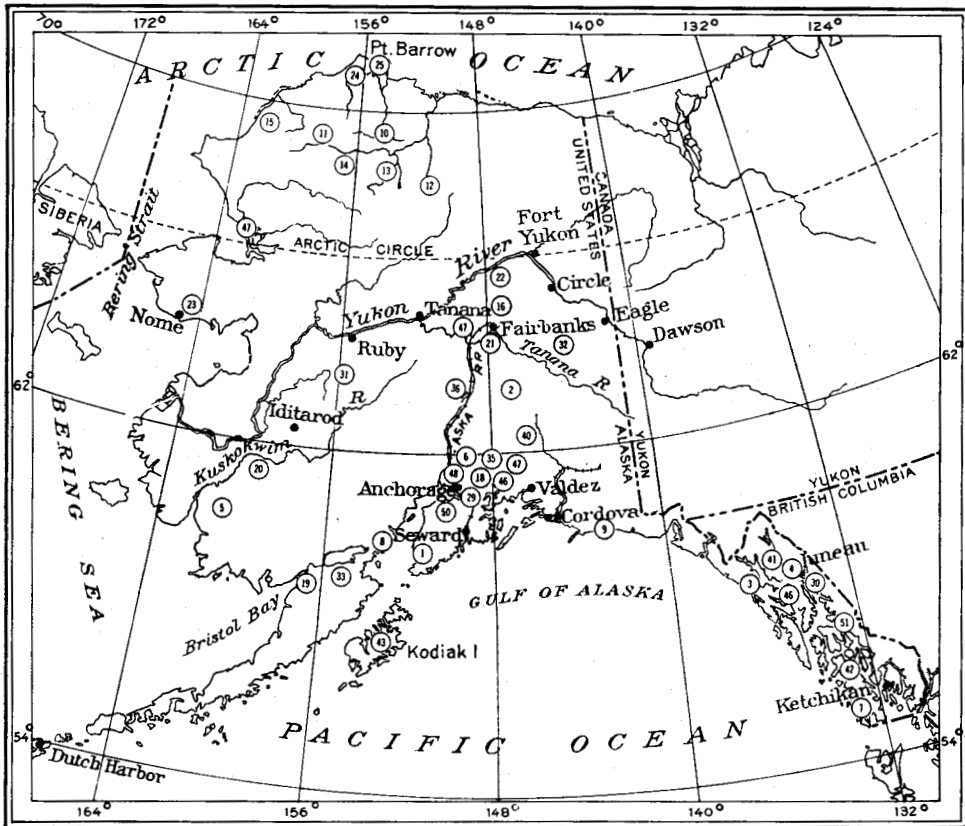 70° 172° 164° 156° 148° 140° 132° 124°
Pt. Barrow
ARCTIC OCEAN
25
24
15
11
10
14
13
12
CANADA
UNITED STATES
SIBERIA
Bering Strait
47
ARCTIC CIRCLE
Fort
Yukon
River
22
Circle
23
Nome
Yukon
Tanana
16
Eagle
47
Fairbanks
Ruby
21
32
Dawson
Tanana R
62°
62°
31
RR
36
2
Iditarod
R
ALASKA
40
YUKON
ALASKA
Kuskokwim
20
6
35
47
48
18
46
YUKON
BRITISH COLUMBIA
Anchorage
29
Valdez
5
50
Cordova
BERING SEA
Seward
9
8
1
41
4
Juneau
19
33
3
46
30
GULF OF ALASKA
Bristol Bay
51
43
Kodiak I
42
Ketchikan
7
PACIFIC OCEAN
54°
54°
Dutch Harbor
164° 156° 148° 140° 132°